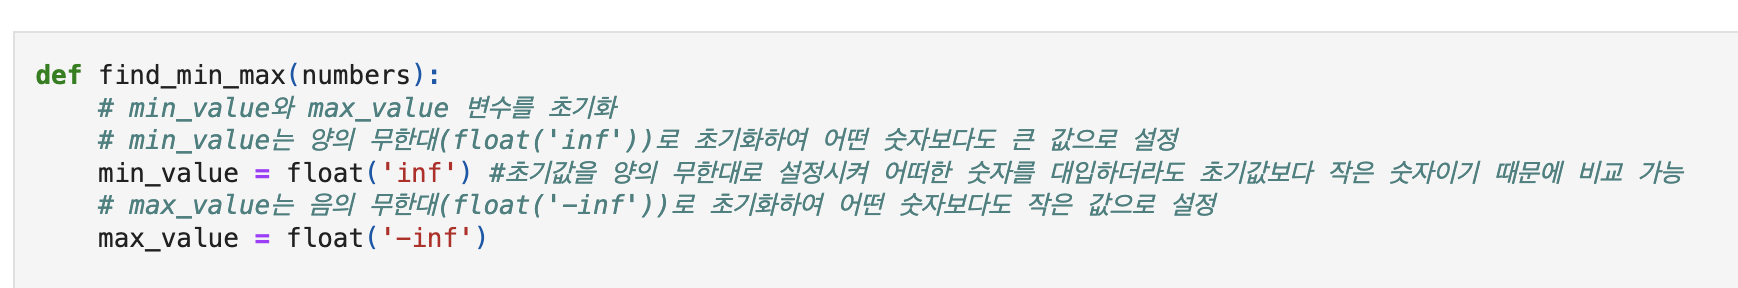 def find_min_max(numbers):
# min_value와 max_value 변수를 초기화
# min_value는 양의 무한대(float('inf'))로 초기화하여 어떤 숫자보다도 큰 값으로 설정
min_value = float('inf') #초기값을 양의 무한대로 설정시켜 어떠한 숫자를 대입하더라도 초기값보다 작은 숫자이기 때문에 비교 가능
# max_value는 음의 무한대(float('-inf'))로 초기화하여 어떤 숫자보다도 작은 값으로 설정
max_value = float('-inf')